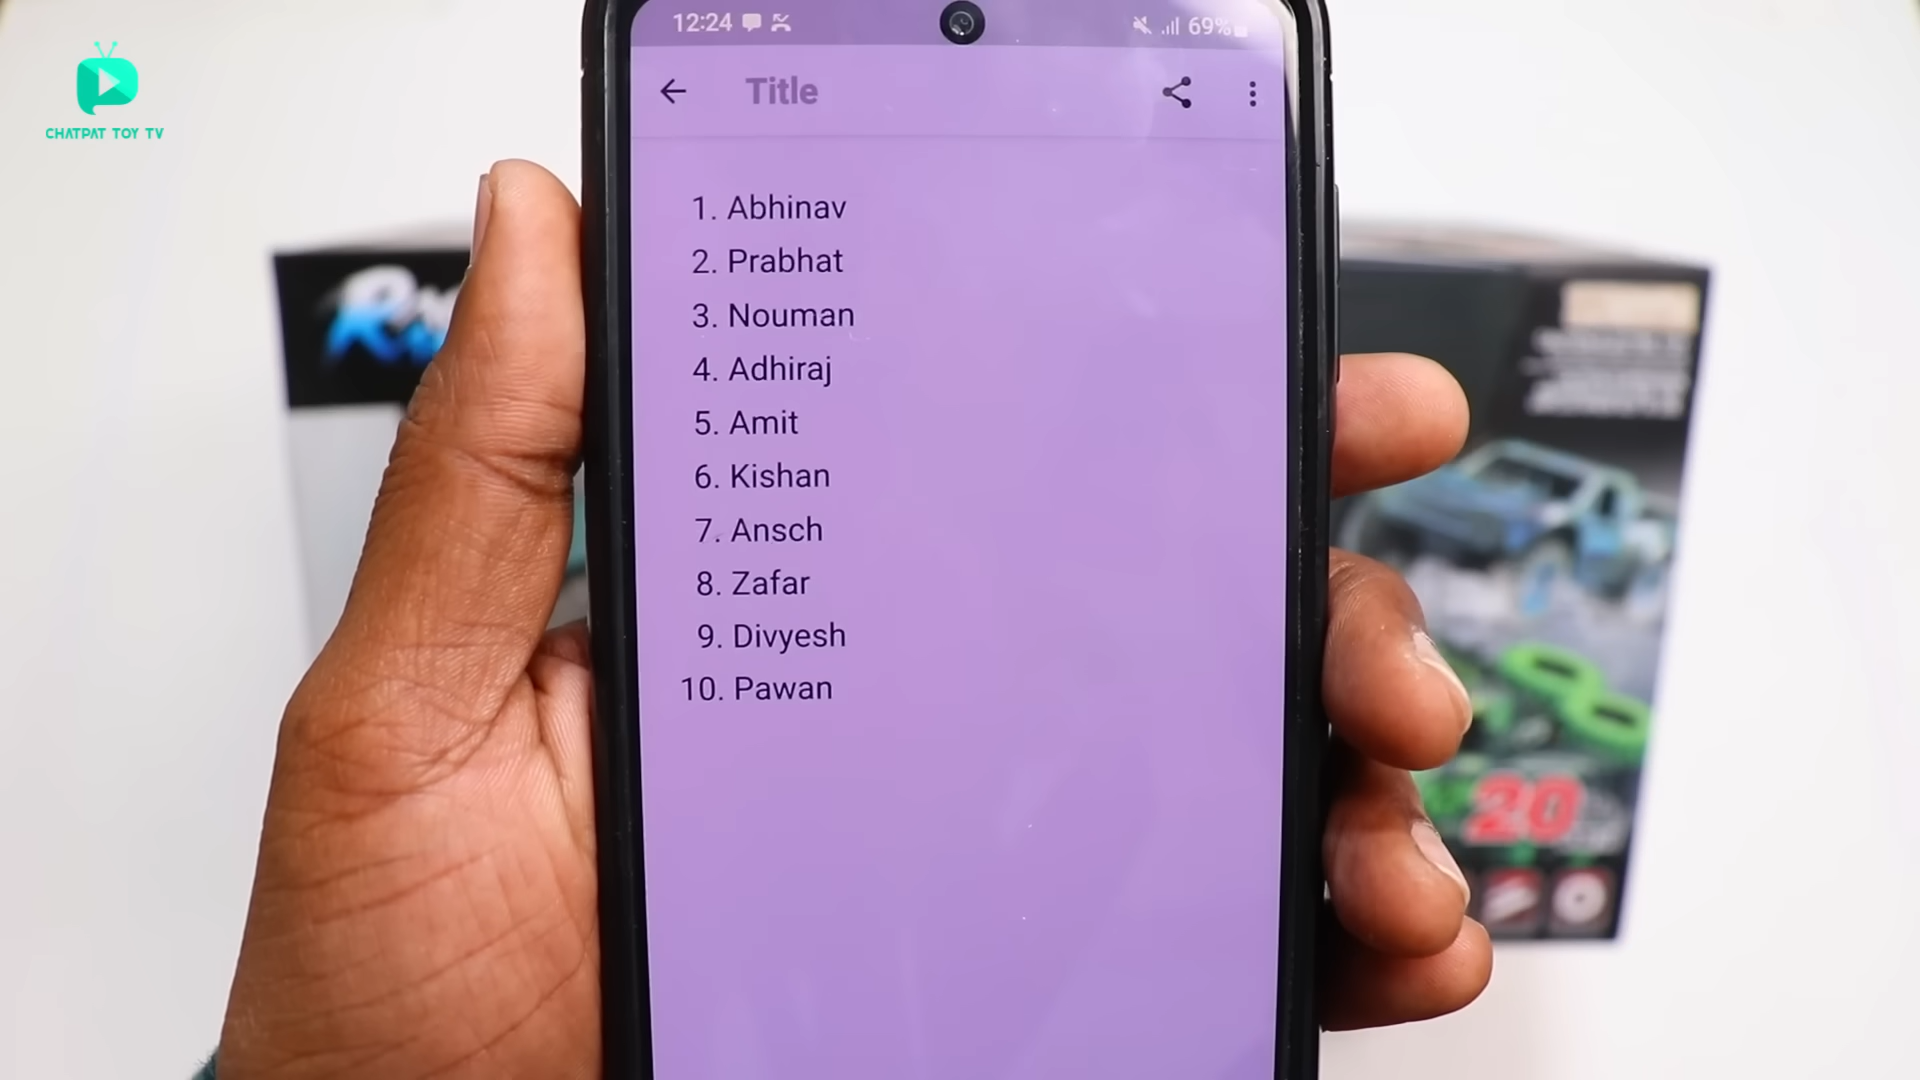 CHATPAT TOY TV
12:24
69%
Title
1. Abhinav
2. Prabhat
3. Nouman
4. Adhiraj
5. Amit
6. Kishan
7. Ansch
8. Zafar
9. Divyesh
10. Pawan
20